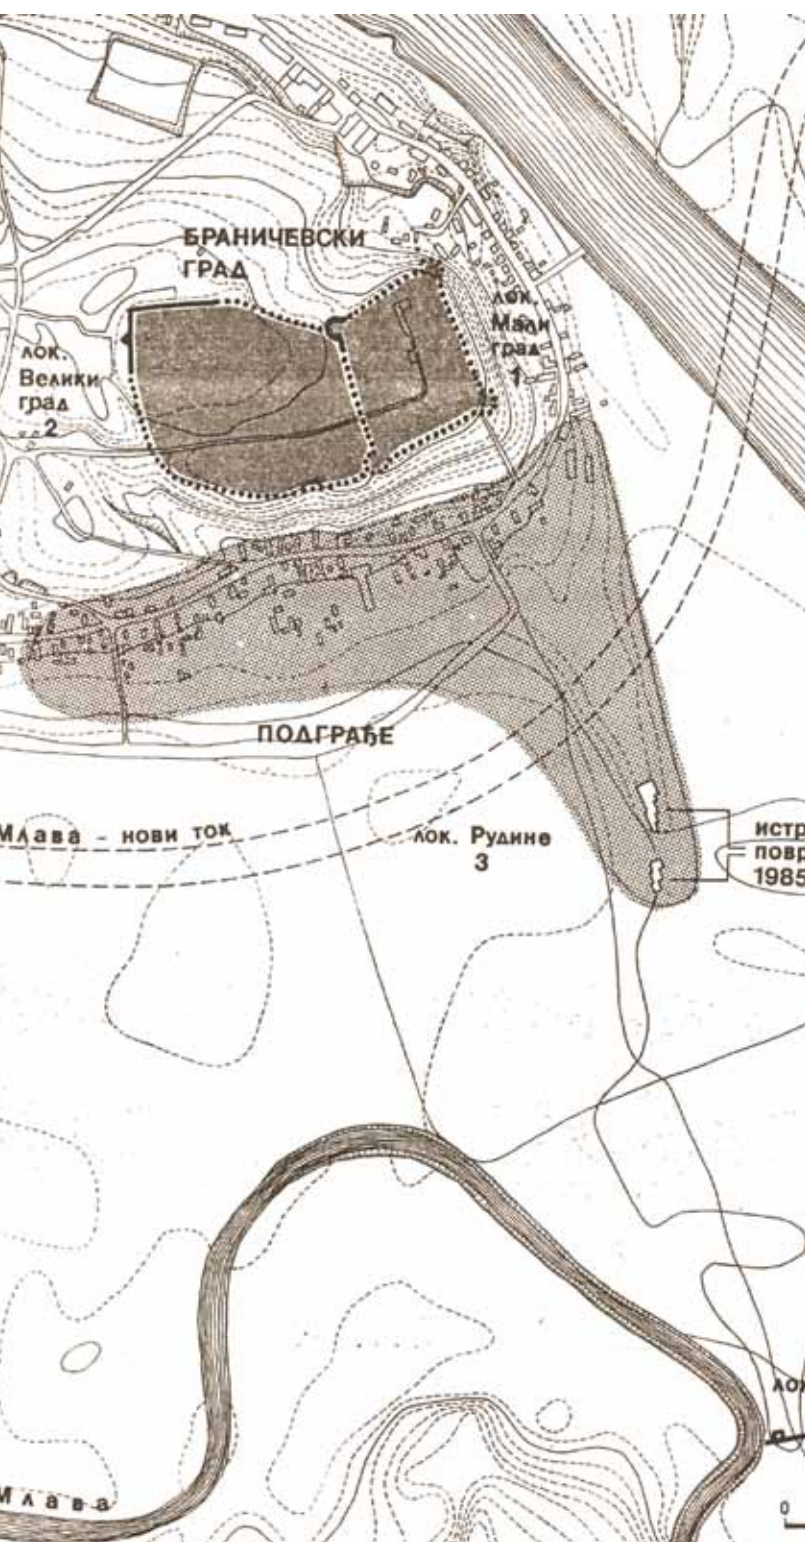 БРАНИЧЕВСКИ
ГРАД
лок.
Мали
град
1
лок.
Велики
град
2
ПОДГРАЂЕ
Млава - нови ток
лок. Рудине
3
истр
повр
1985
лок
Млава
0